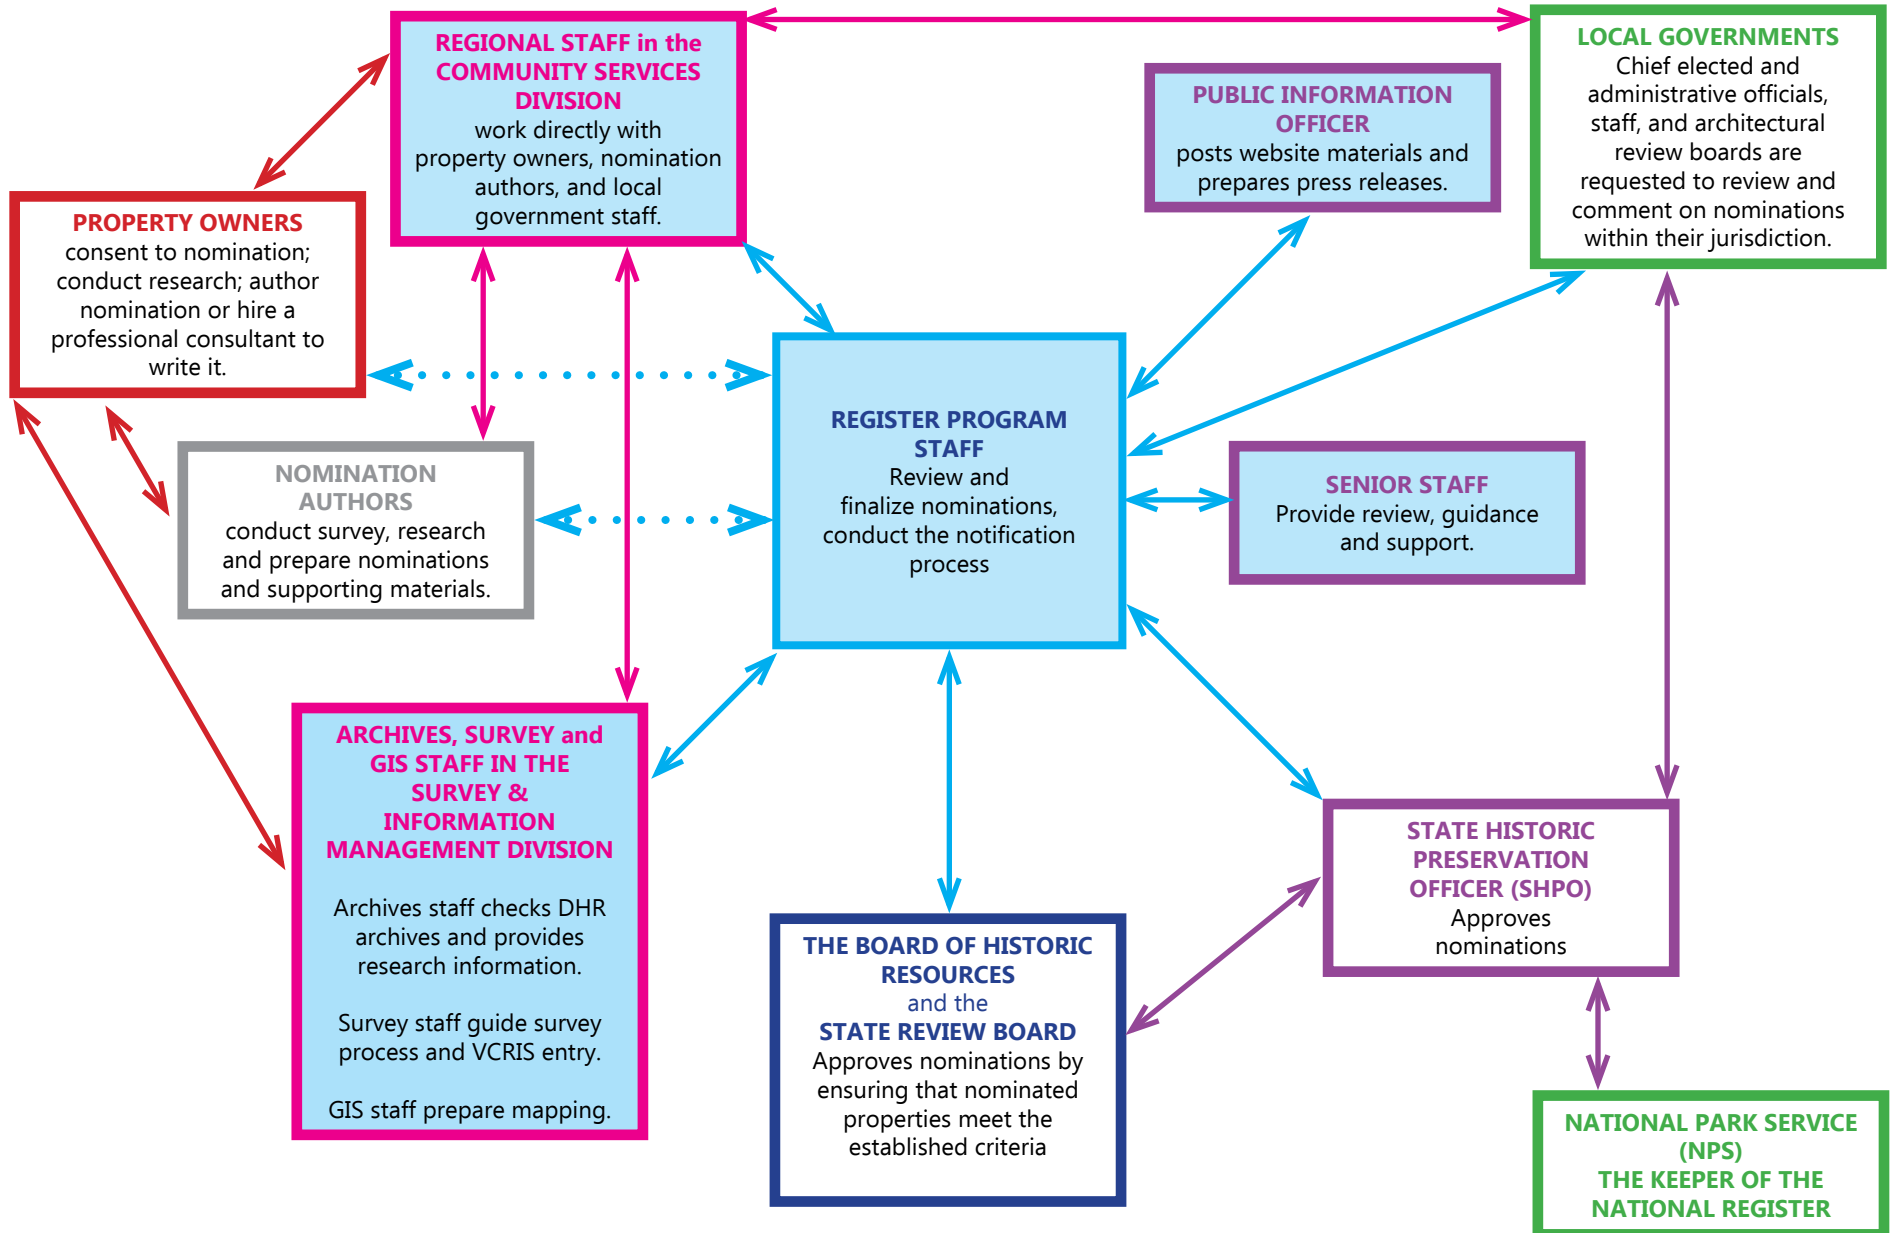 REGIONAL STAFF in the
COMMUNITY SERVICES
DIVISION
work directly with
property owners, nomination
authors, and local
government staff.
LOCAL GOVERNMENTS
Chief elected and
administrative officials,
staff, and architectural
review boards are
requested to review and
comment on nominations
within their jurisdiction.
PUBLIC INFORMATION
OFFICER
posts website materials and
prepares press releases.
PROPERTY OWNERS
consent to nomination;
conduct research; author
nomination or hire a
professional consultant to
write it.
REGISTER PROGRAM
STAFF
Review and
finalize nominations,
conduct the notification
process
NOMINATION
AUTHORS
conduct survey, research
and prepare nominations
and supporting materials.
SENIOR STAFF
Provide review, guidance
and support.
ARCHIVES, SURVEY and
GIS STAFF IN THE
SURVEY &
INFORMATION
MANAGEMENT DIVISION
Archives staff checks DHR
archives and provides
research information.
Survey staff guide survey
process and VCRIS entry.
GIS staff prepare mapping.
THE BOARD OF HISTORIC
RESOURCES
and the
STATE REVIEW BOARD
Approves nominations by
ensuring that nominated
properties meet the
established criteria
STATE HISTORIC
PRESERVATION
OFFICER (SHPO)
Approves
nominations
NATIONAL PARK SERVICE
(NPS)
THE KEEPER OF THE
NATIONAL REGISTER